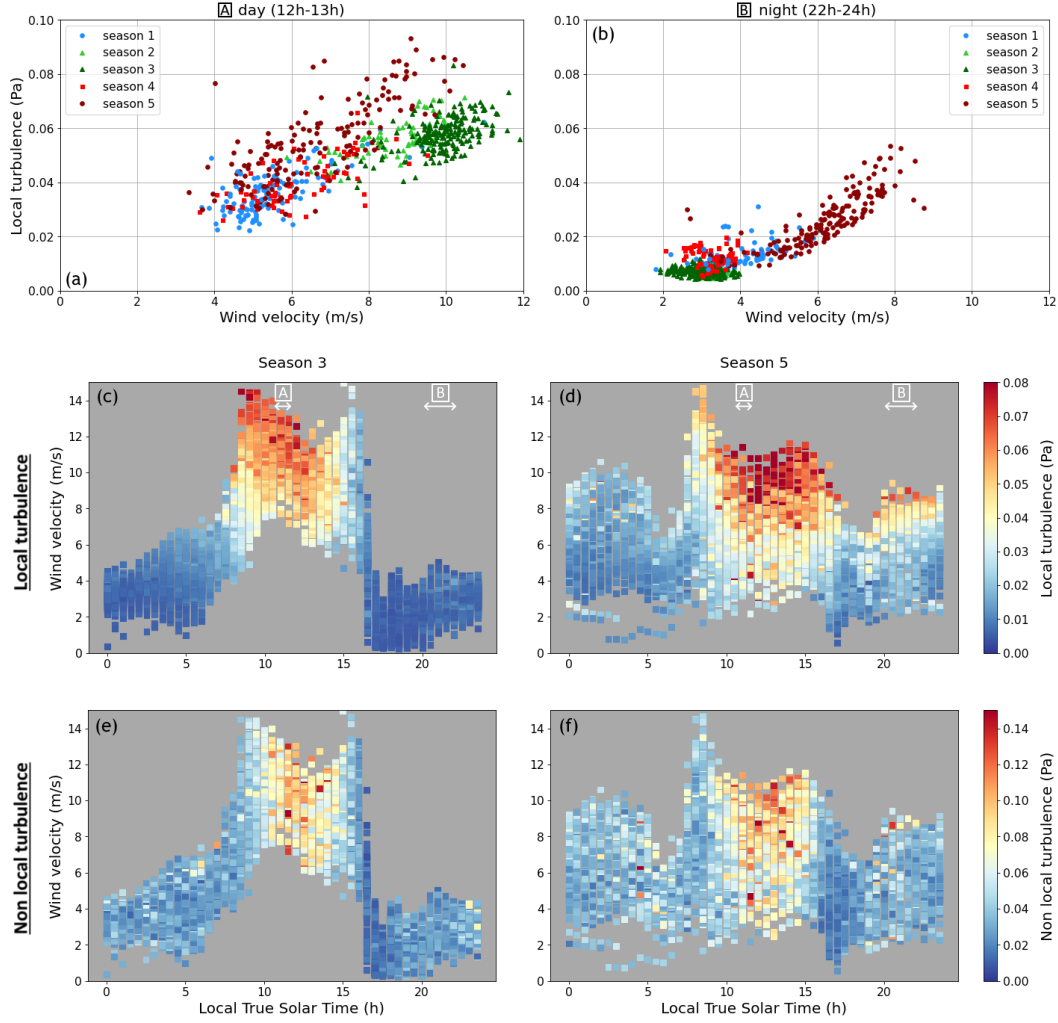 A day (12h-13h)
B night (22h-24h)
Local turbulence (Pa)
0.10
0.08
0.06
0.04
0.02
0.00
season 1
season 2
season 3
season 4
season 5
(a)
0 2 4 6 8 10 12
Wind velocity (m/s)
0.10
0.08
0.06
0.04
0.02
0.00
(b)
season 1
season 2
season 3
season 4
season 5
0 2 4 6 8 10 12
Wind velocity (m/s)
Season 3
Season 5
Local turbulence
Wind velocity (m/s)
14
12
10
8
6
4
2
0
(c)
A
B
0 5 10 15 20
14
12
10
8
6
4
2
0
(d)
A
B
0 5 10 15 20
0.08
0.07
0.06
0.05
0.04
0.03
0.02
0.01
0.00
Local turbulence (Pa)
Non local turbulence
Wind velocity (m/s)
14
12
10
8
6
4
2
0
(e)
0 5 10 15 20
Local True Solar Time (h)
14
12
10
8
6
4
2
0
(f)
0 5 10 15 20
Local True Solar Time (h)
0.14
0.12
0.10
0.08
0.06
0.04
0.02
0.00
Non local turbulence (Pa)